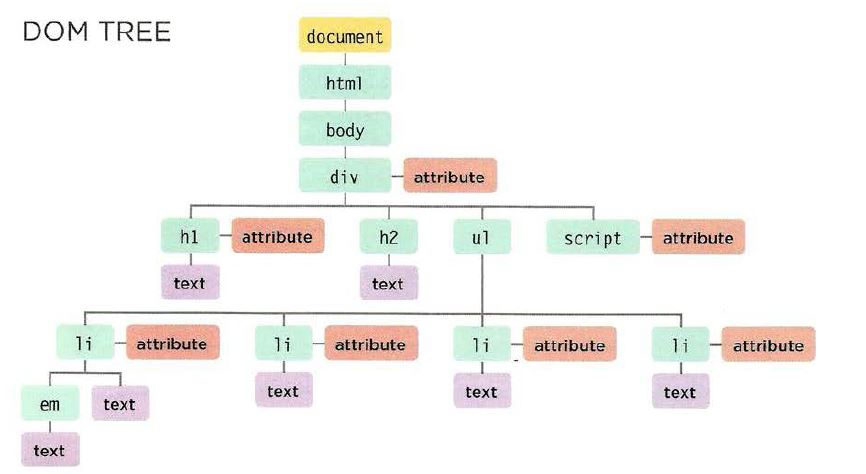 DOM TREE
document
html
body
div attribute
h1 attribute h2 ul script attribute
text text
li attribute li attribute li attribute li attribute
em text text text text
text